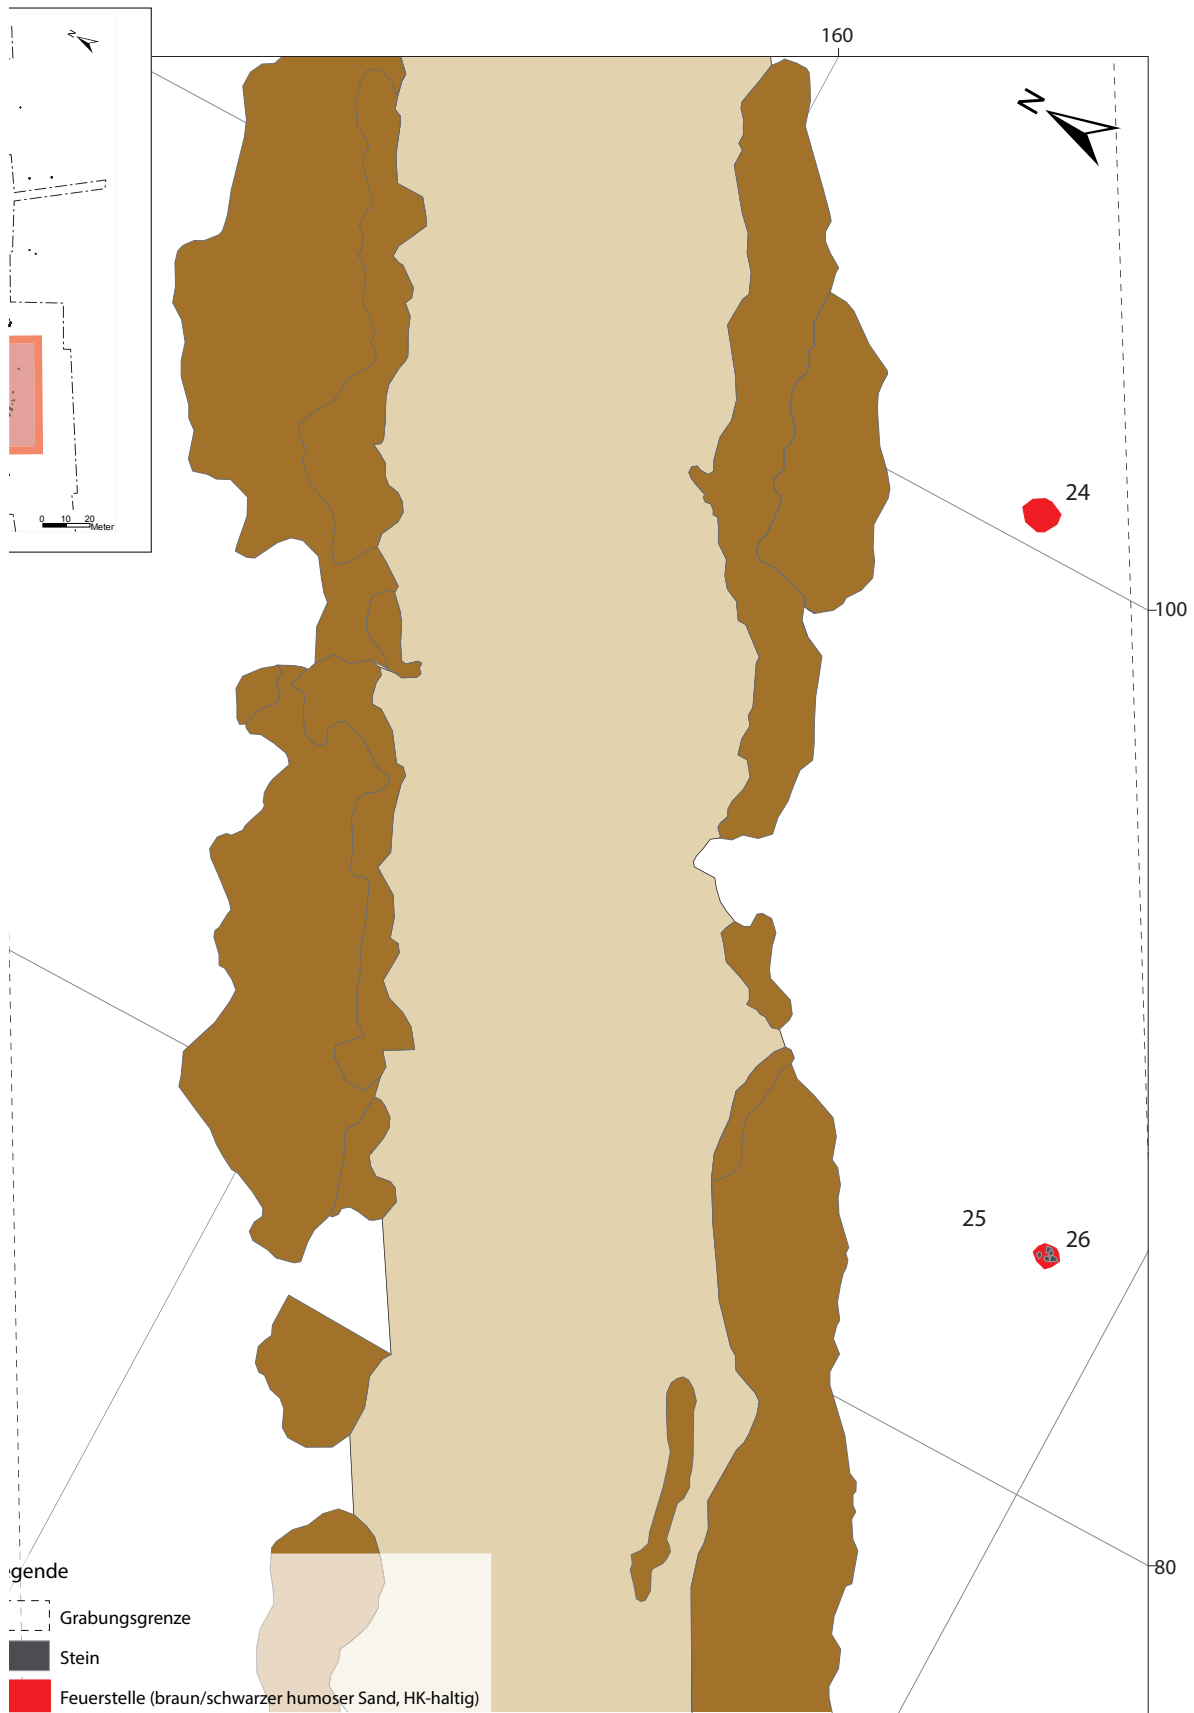 N
0 10 20
Meter
160
N
24
100
25
26
80
gende
Grabungsgrenze
Stein
Feuerstelle (braun/schwarzer humoser Sand, HK-haltig)